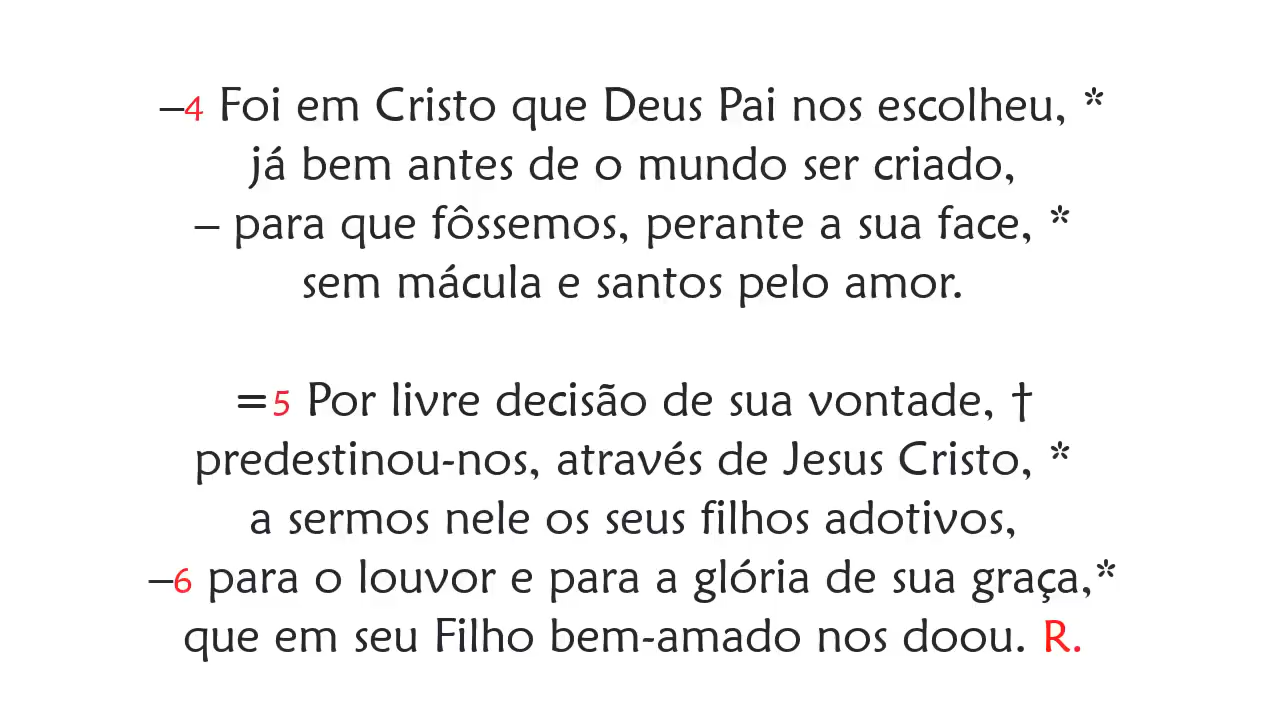 –4 Foi em Cristo que Deus Pai nos escolheu, *
já bem antes de o mundo ser criado,
– para que fôssemos, perante a sua face, *
sem mácula e santos pelo amor.
=5 Por livre decisão de sua vontade, †
predestinou-nos, através de Jesus Cristo, *
a sermos nele os seus filhos adotivos,
–6 para o louvor e para a glória de sua graça,*
que em seu Filho bem-amado nos doou. R.